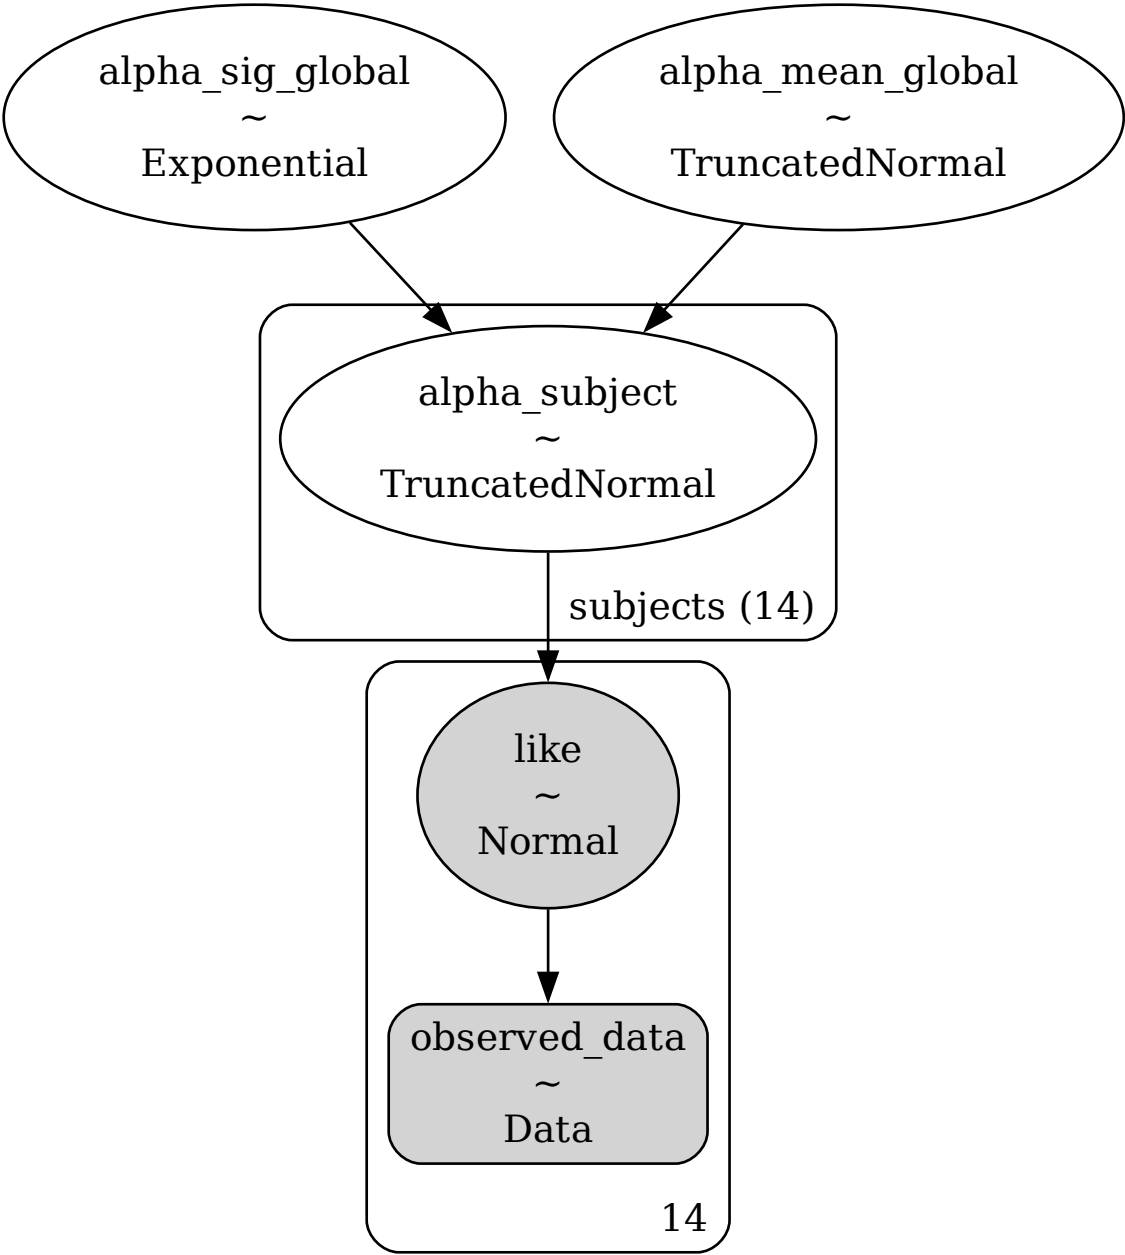 alpha_sig_global
~
Exponential
alpha_mean_global
~
TruncatedNormal
alpha_subject
~
TruncatedNormal
subjects (14)
like
~
Normal
observed_data
~
Data
14